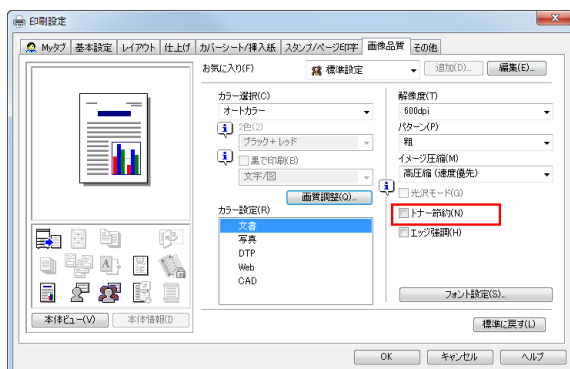 印刷設定
Myタブ 基本設定 レイアウト 仕上げ カバーシート/挿入紙 スタンプ/ページ印字 画像品質 その他
お気に入り(F) 標準設定 追加(D)... 編集(E)...
カラー選択(C)
オートカラー
2色(2)
ブラック+レッド
黒で印刷(B)
文字/図
画質調整(Q)...
カラー設定(R)
文書
写真
DTP
Web
CAD
解像度(T)
600dpi
パターン(P)
粗
イメージ圧縮(M)
高圧縮 (速度優先)
光沢モード(G)
トナー節約(N)
エッジ強調(H)
フォント設定(S)...
本体ビュー(V) 本体情報(I)
標準に戻す(L)
OK キャンセル ヘルプ